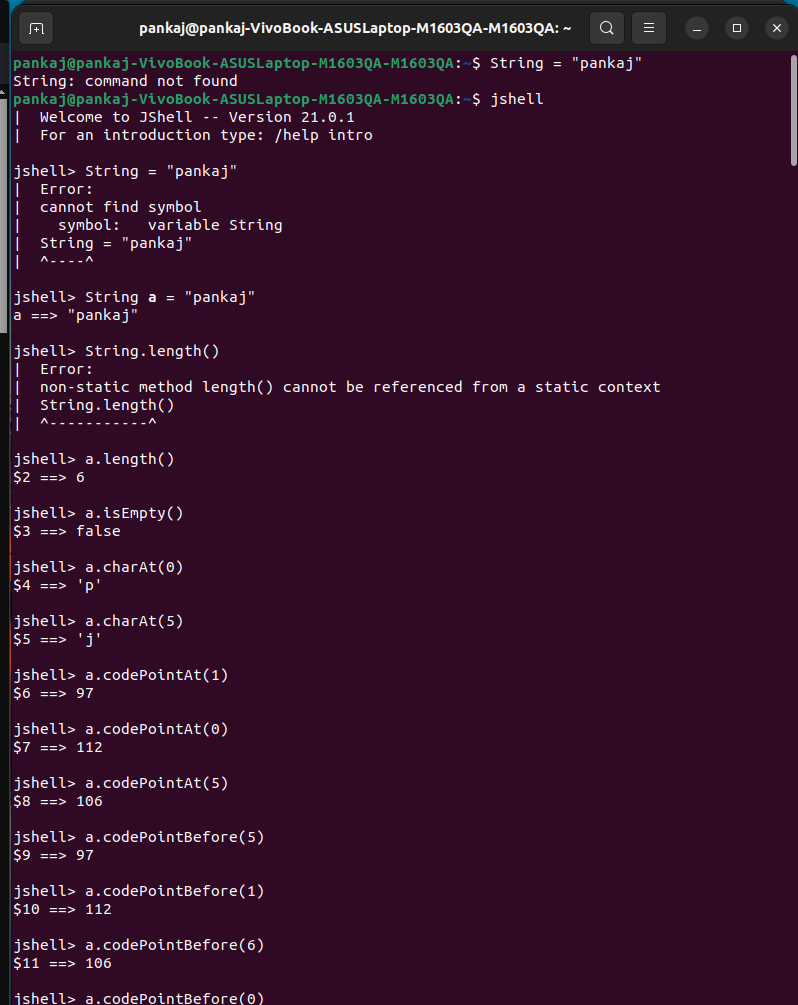 pankaj@pankaj-VivoBook-ASUSLaptop-M1603QA-M1603QA: ~
pankaj@pankaj-VivoBook-ASUSLaptop-M1603QA-M1603QA:~$ String = "pankaj"
String: command not found
pankaj@pankaj-VivoBook-ASUSLaptop-M1603QA-M1603QA:~$ jshell
|  Welcome to JShell -- Version 21.0.1
|  For an introduction type: /help intro

jshell> String = "pankaj"
|  Error:
|  cannot find symbol
|    symbol:   variable String
|  String = "pankaj"
|  ^----^

jshell> String a = "pankaj"
a ==> "pankaj"

jshell> String.length()
|  Error:
|  non-static method length() cannot be referenced from a static context
|  String.length()
|  ^-----------^

jshell> a.length()
$2 ==> 6

jshell> a.isEmpty()
$3 ==> false

jshell> a.charAt(0)
$4 ==> 'p'

jshell> a.charAt(5)
$5 ==> 'j'

jshell> a.codePointAt(1)
$6 ==> 97

jshell> a.codePointAt(0)
$7 ==> 112

jshell> a.codePointAt(5)
$8 ==> 106

jshell> a.codePointBefore(5)
$9 ==> 97

jshell> a.codePointBefore(1)
$10 ==> 112

jshell> a.codePointBefore(6)
$11 ==> 106

jshell> a.codePointBefore(0)